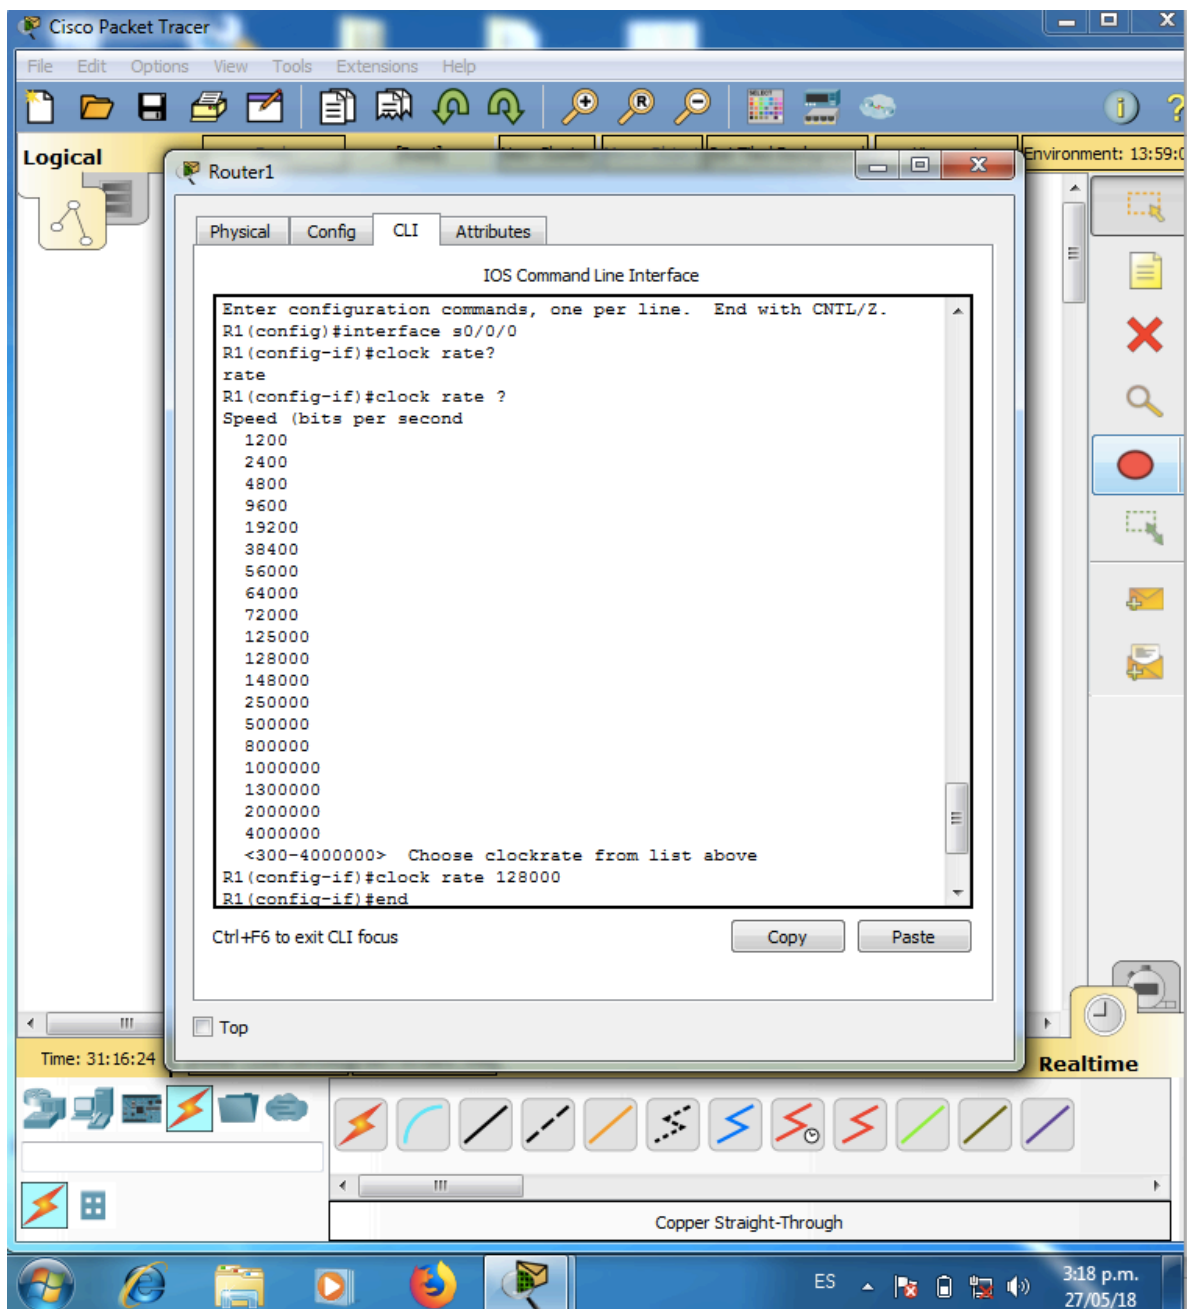 Cisco Packet Tracer
File Edit Options View Tools Extensions Help
Logical
Environment: 13:59:0
Router1
Physical Config CLI Attributes
IOS Command Line Interface
Enter configuration commands, one per line. End with CNTL/Z.
R1(config)#interface s0/0/0
R1(config-if)#clock rate?
rate
R1(config-if)#clock rate ?
Speed (bits per second
1200
2400
4800
9600
19200
38400
56000
64000
72000
125000
128000
148000
250000
500000
800000
1000000
1300000
2000000
4000000
<300-4000000> Choose clockrate from list above
R1(config-if)#clock rate 128000
R1(config-if)#end
Ctrl+F6 to exit CLI focus
Copy Paste
Top
Time: 31:16:24
Realtime
Copper Straight-Through
ES
3:18 p.m.
27/05/18